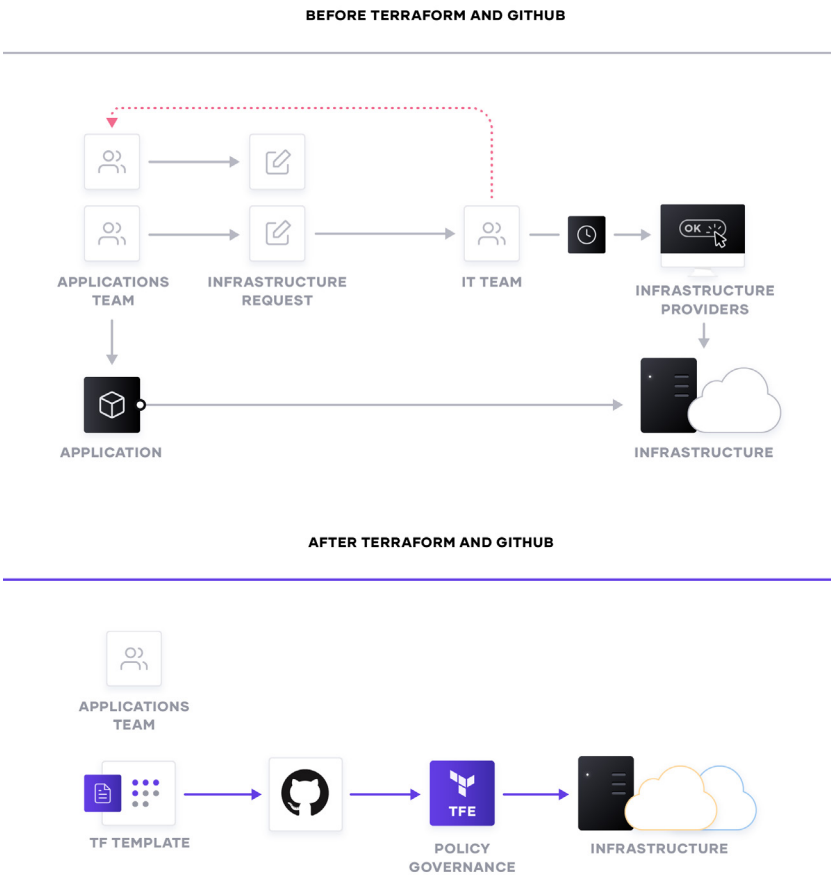 BEFORE TERRAFORM AND GITHUB
OK
APPLICATIONS
TEAM
INFRASTRUCTURE
REQUEST
IT TEAM
INFRASTRUCTURE
PROVIDERS
APPLICATION
INFRASTRUCTURE
AFTER TERRAFORM AND GITHUB
APPLICATIONS
TEAM
TFE
TF TEMPLATE
POLICY
GOVERNANCE
INFRASTRUCTURE